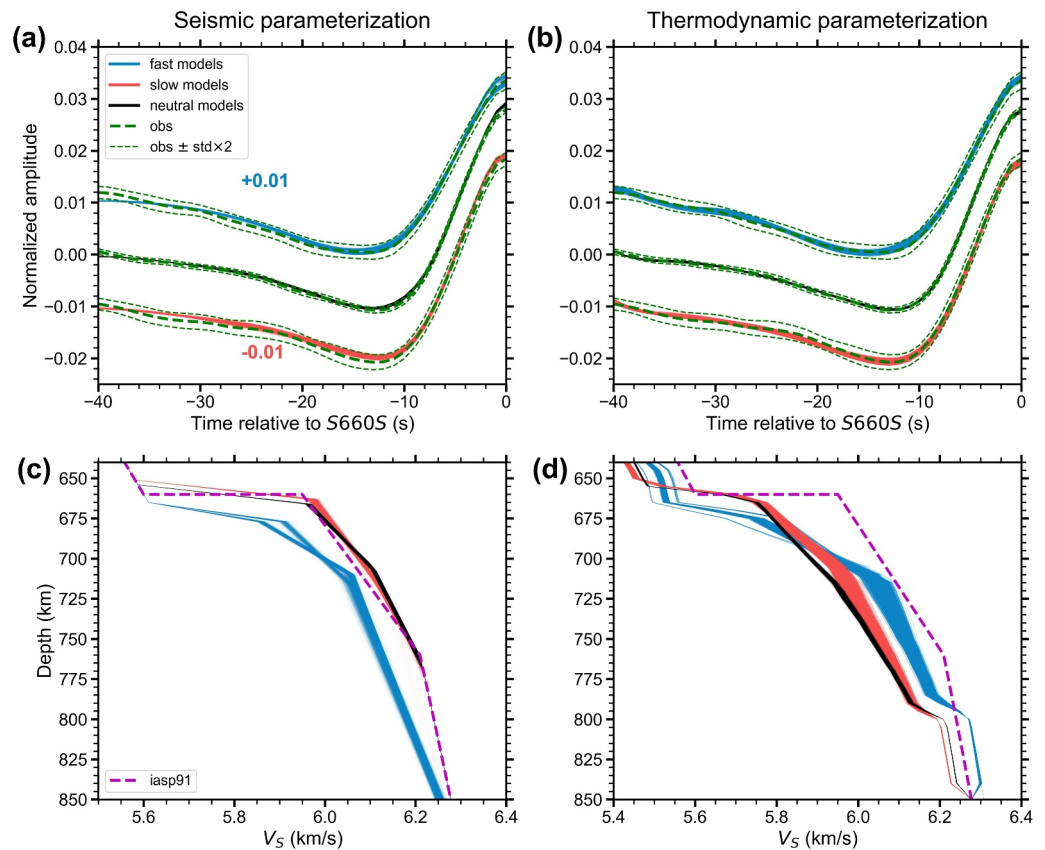 Seismic parameterization
Thermodynamic parameterization
(a)
(b)
0.04
0.03
0.02
0.01
0.00
−0.01
−0.02
Normalized amplitude
fast models
slow models
neutral models
obs
obs ± std×2
+0.01
-0.01
−40 −30 −20 −10 0
Time relative to S660S (s)
0.04
0.03
0.02
0.01
0.00
−0.01
−0.02
−40 −30 −20 −10 0
Time relative to S660S (s)
(c)
(d)
650
675
700
725
750
775
800
825
850
Depth (km)
iasp91
5.6 5.8 6.0 6.2 6.4
VS (km/s)
650
675
700
725
750
775
800
825
850
5.4 5.6 5.8 6.0 6.2 6.4
VS (km/s)